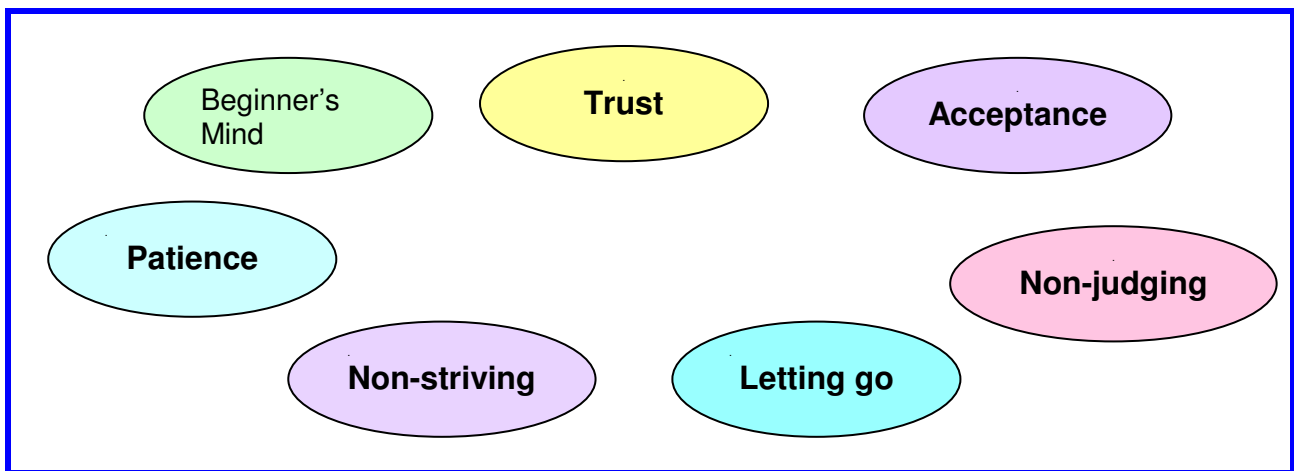 Beginner's
Mind
Trust
Acceptance
Patience
Non-judging
Non-striving
Letting go